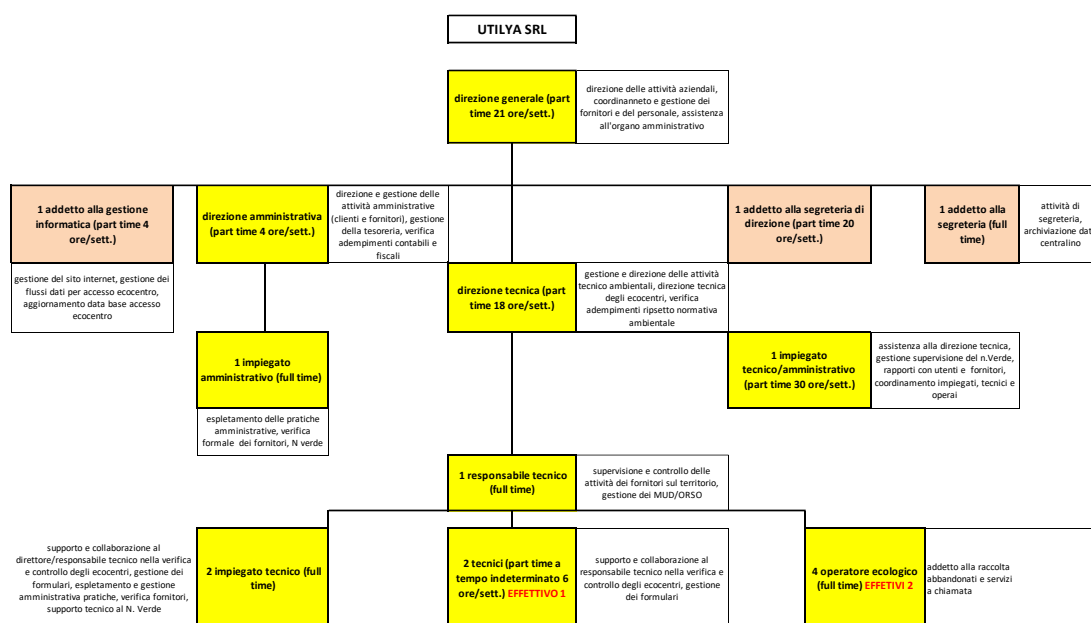 UTILYA SRL
direzione generale (part
time 21 ore/sett.)
direzione delle attività aziendali,
coordinanneto e gestione dei
fornitori e del personale, assistenza
all'organo amministrativo
1 addetto alla gestione
informatica (part time 4
ore/sett.)
direzione amministrativa
(part time 4 ore/sett.)
direzione e gestione delle
attività amministrative
(clienti e fornitori), gestione
della tesoreria, verifica
adempimenti contabili e
fiscali
1 addetto alla segreteria di
direzione (part time 20
ore/sett.)
1 addetto alla
segreteria (full
time)
attività di
segreteria,
archiviazione dat
centralino
gestione del sito internet, gestione dei
flussi dati per accesso ecocentro,
aggiornamento data base accesso
ecocentro
direzione tecnica (part
time 18 ore/sett.)
gestione e direzione delle attività
tecnico ambientali, direzione tecnica
degli ecocentri, verifica
adempimenti ripsetto normativa
ambientale
1 impiegato
amministrativo (full time)
1 impiegato
tecnico/amministrativo
(part time 30 ore/sett.)
assistenza alla direzione tecnica,
gestione supervisione del n.Verde,
rapporti con utenti e fornitori,
coordinamento impiegati, tecnici e
operai
espletamento delle pratiche
amministrative, verifica
formale dei fornitori, N verde
1 responsabile tecnico
(full time)
supervisione e controllo delle
attività dei fornitori sul territorio,
gestione dei MUD/ORSO
supporto e collaborazione al
direttore/responsabile tecnico nella verifica
e controllo degli ecocentri, gestione dei
formulari, espletamento e gestione
amministrativa pratiche, verifica fornitori,
supporto tecnico al N. Verde
2 impiegato tecnico (full
time)
2 tecnici (part time a
tempo indeterminato 6
ore/sett.) EFFETTIVO 1
supporto e collaborazione al
responsabile tecnico nella verifica e
controllo degli ecocentri, gestione
dei formulari
4 operatore ecologico
(full time) EFFETIVI 2
addetto alla raccolta
abbandonati e servizi
a chiamata